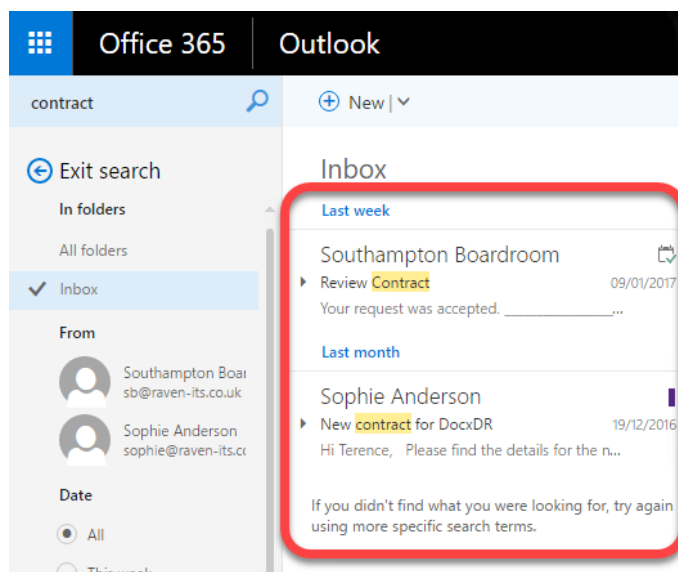 Office 365 Outlook
contract
New
Exit search
In folders
All folders
Inbox
From
Southampton Boar
sb@raven-its.co.uk
Sophie Anderson
sophie@raven-its.cc
Date
All
This week
Inbox
Last week
Southampton Boardroom
Review Contract 09/01/2017
Your request was accepted. _________________...
Last month
Sophie Anderson
New contract for DocxDR 19/12/2016
Hi Terence, Please find the details for the n...
If you didn't find what you were looking for, try again
using more specific search terms.